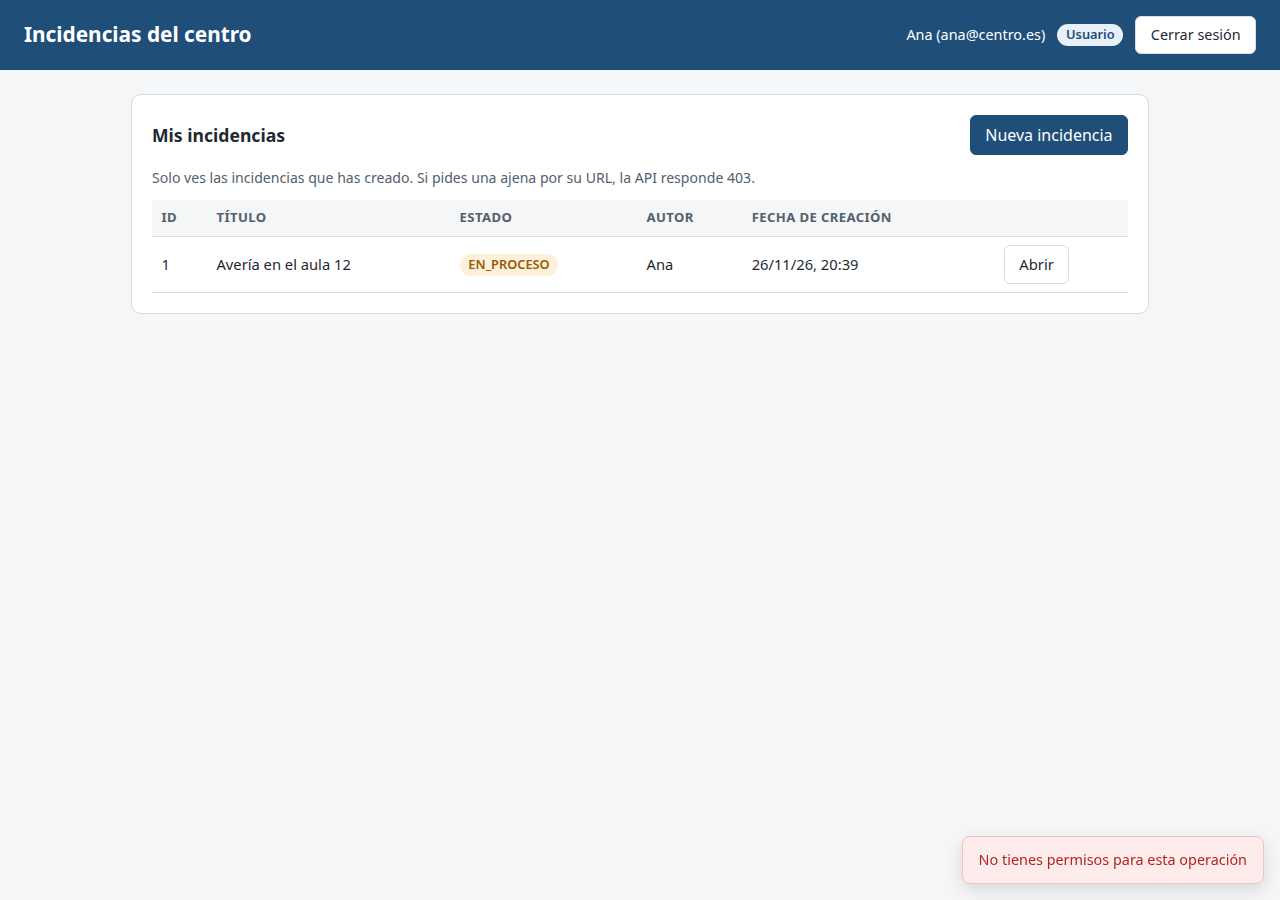 Incidencias del centro
Ana (ana@centro.es) Usuario Cerrar sesión
Mis incidencias
Nueva incidencia
Solo ves las incidencias que has creado. Si pides una ajena por su URL, la API responde 403.
ID TÍTULO ESTADO AUTOR FECHA DE CREACIÓN
1 Avería en el aula 12 EN_PROCESO Ana 26/11/26, 20:39 Abrir
No tienes permisos para esta operación